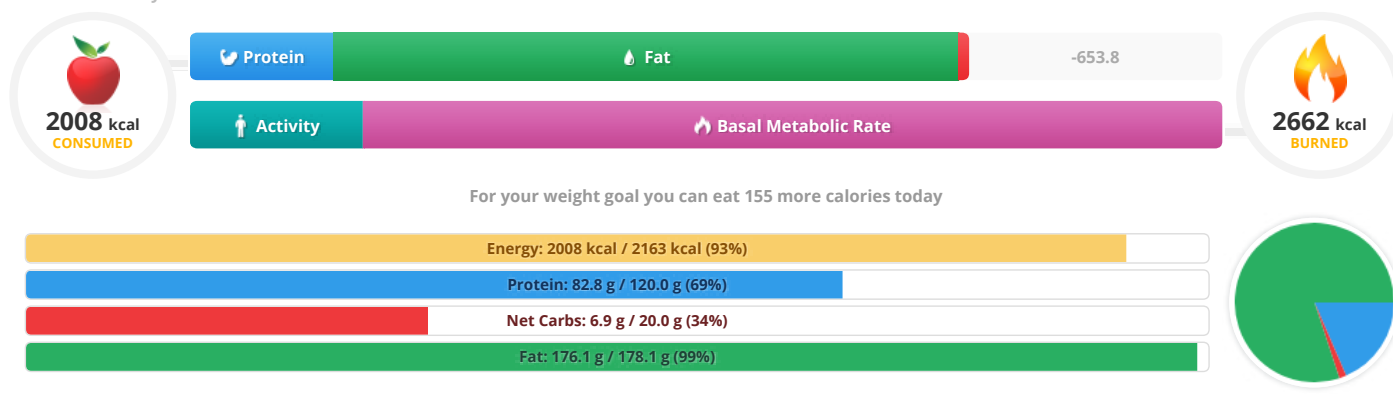 Protein
Fat
-653.8
2008 kcal
CONSUMED
Activity
Basal Metabolic Rate
2662 kcal
BURNED
For your weight goal you can eat 155 more calories today
Energy: 2008 kcal / 2163 kcal (93%)
Protein: 82.8 g / 120.0 g (69%)
Net Carbs: 6.9 g / 20.0 g (34%)
Fat: 176.1 g / 178.1 g (99%)